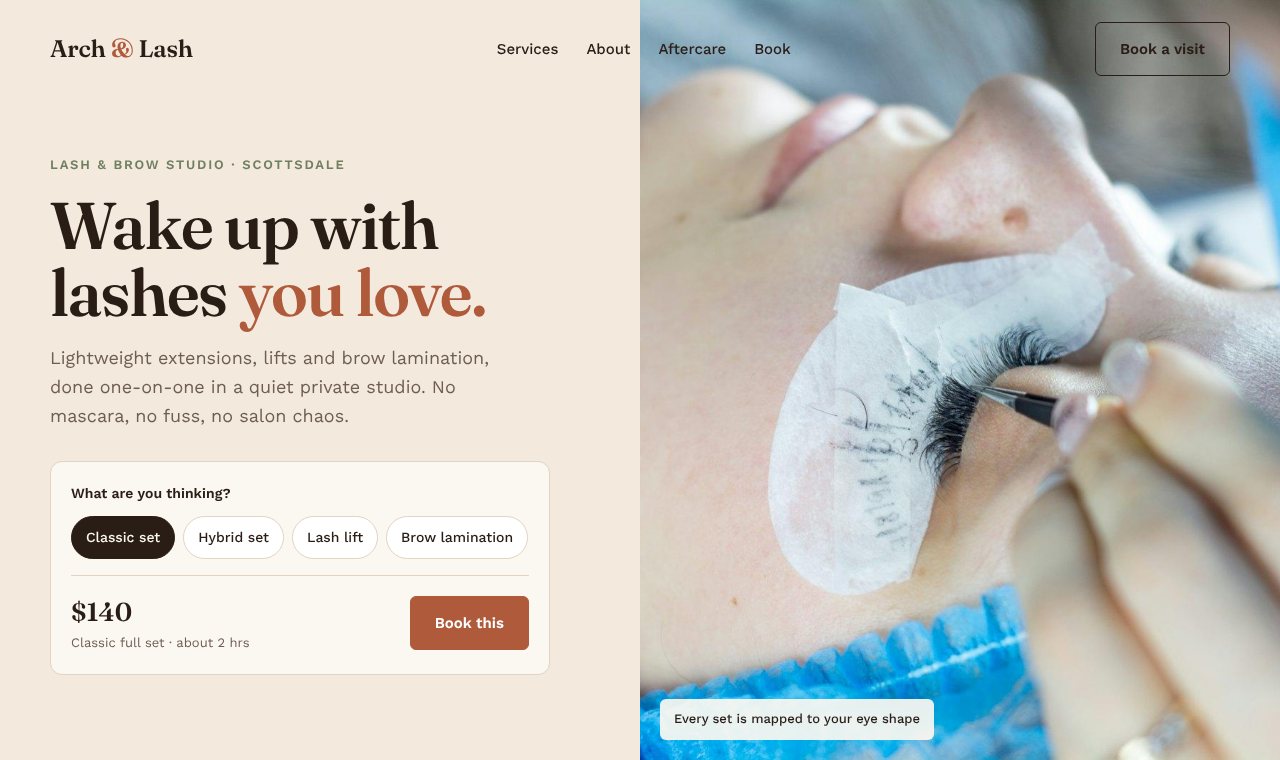 Arch & Lash
Services
About
Aftercare
Book
Book a visit
LASH & BROW STUDIO · SCOTTSDALE
Wake up with
lashes you love.
Lightweight extensions, lifts and brow lamination,
done one-on-one in a quiet private studio. No
mascara, no fuss, no salon chaos.
What are you thinking?
Classic set
Hybrid set
Lash lift
Brow lamination
$140
Classic full set · about 2 hrs
Book this
Every set is mapped to your eye shape